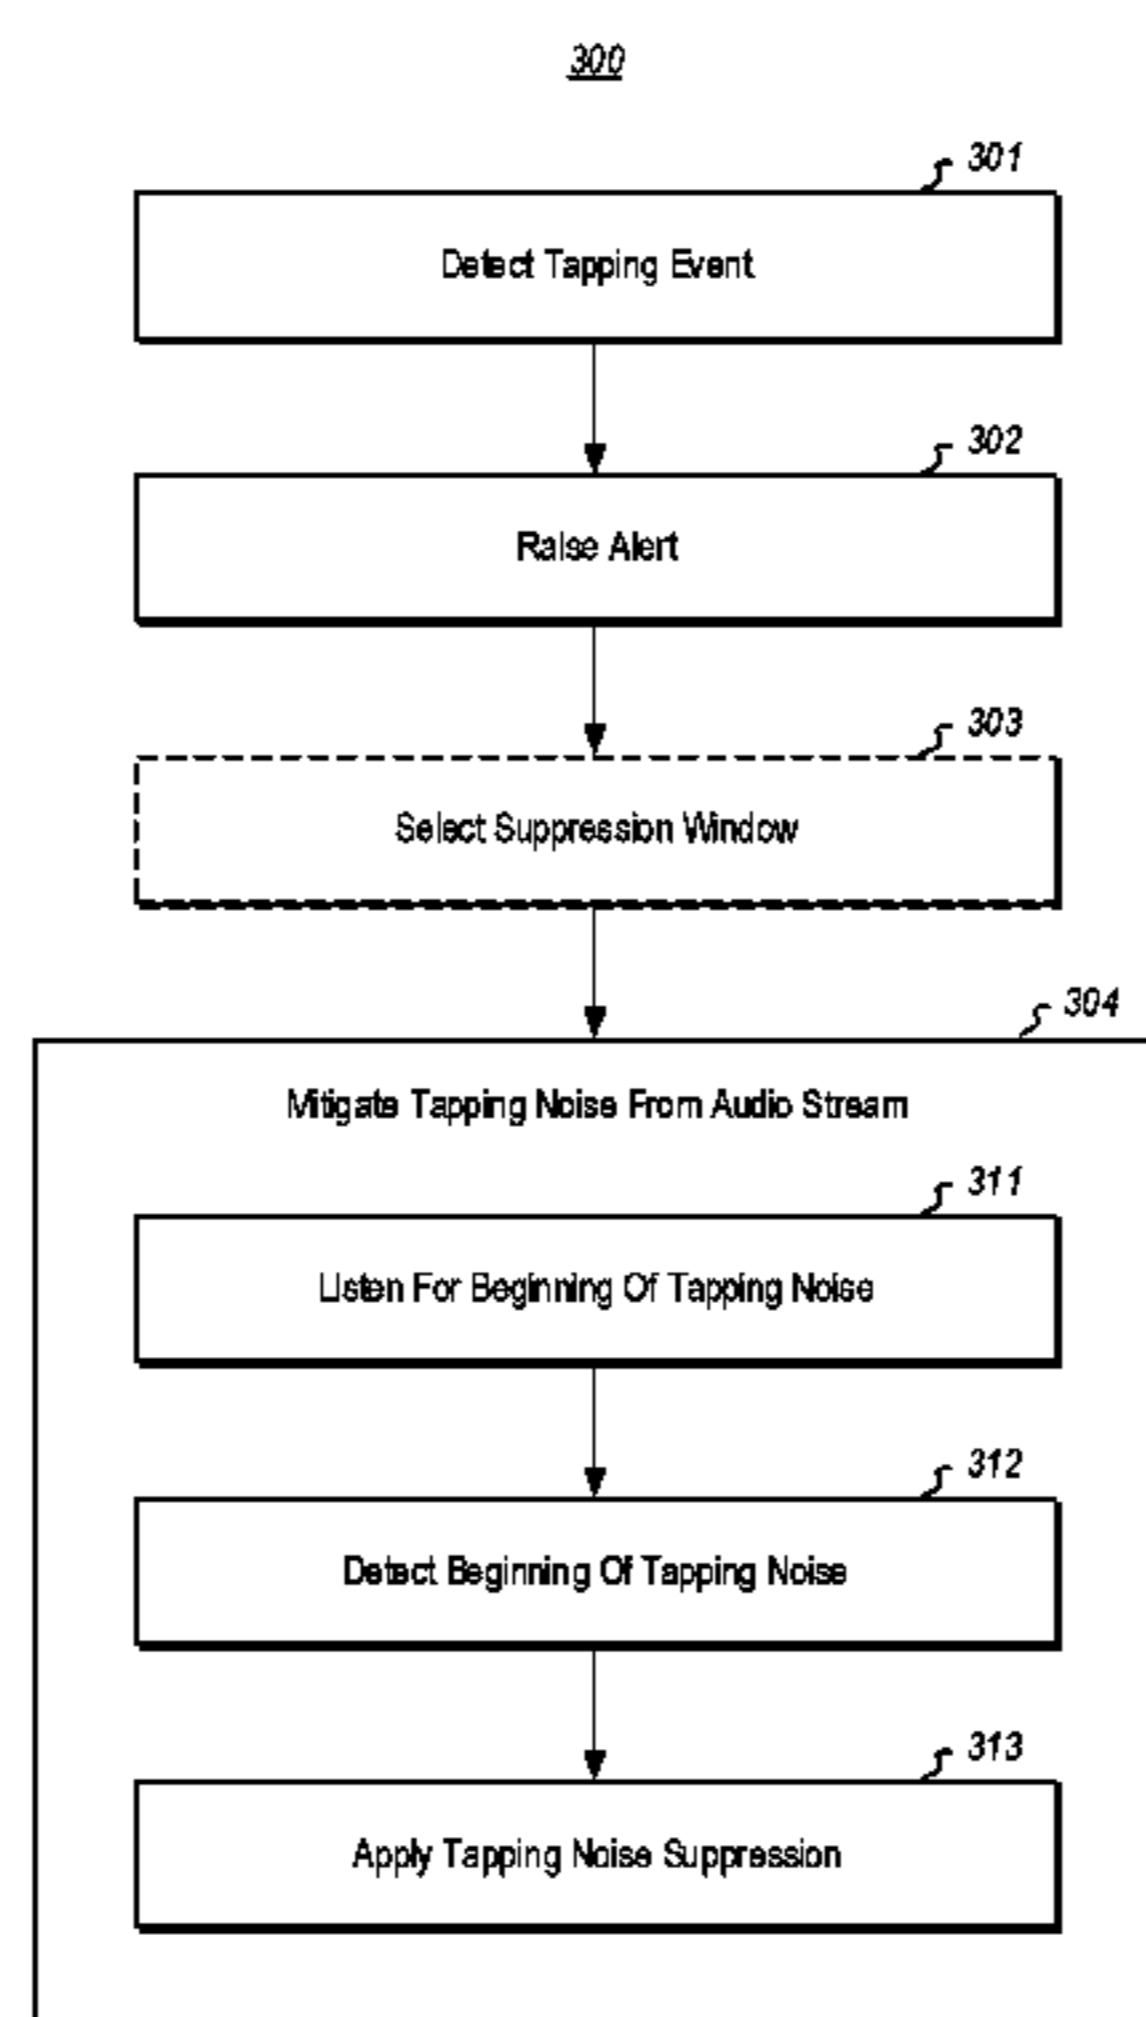 300
301
Detect Tapping Event
302
Raise Alert
303
Select Suppression Window
304
Mitigate Tapping Noise From Audio Stream
311
Listen For Beginning Of Tapping Noise
312
Detect Beginning Of Tapping Noise
313
Apply Tapping Noise Suppression